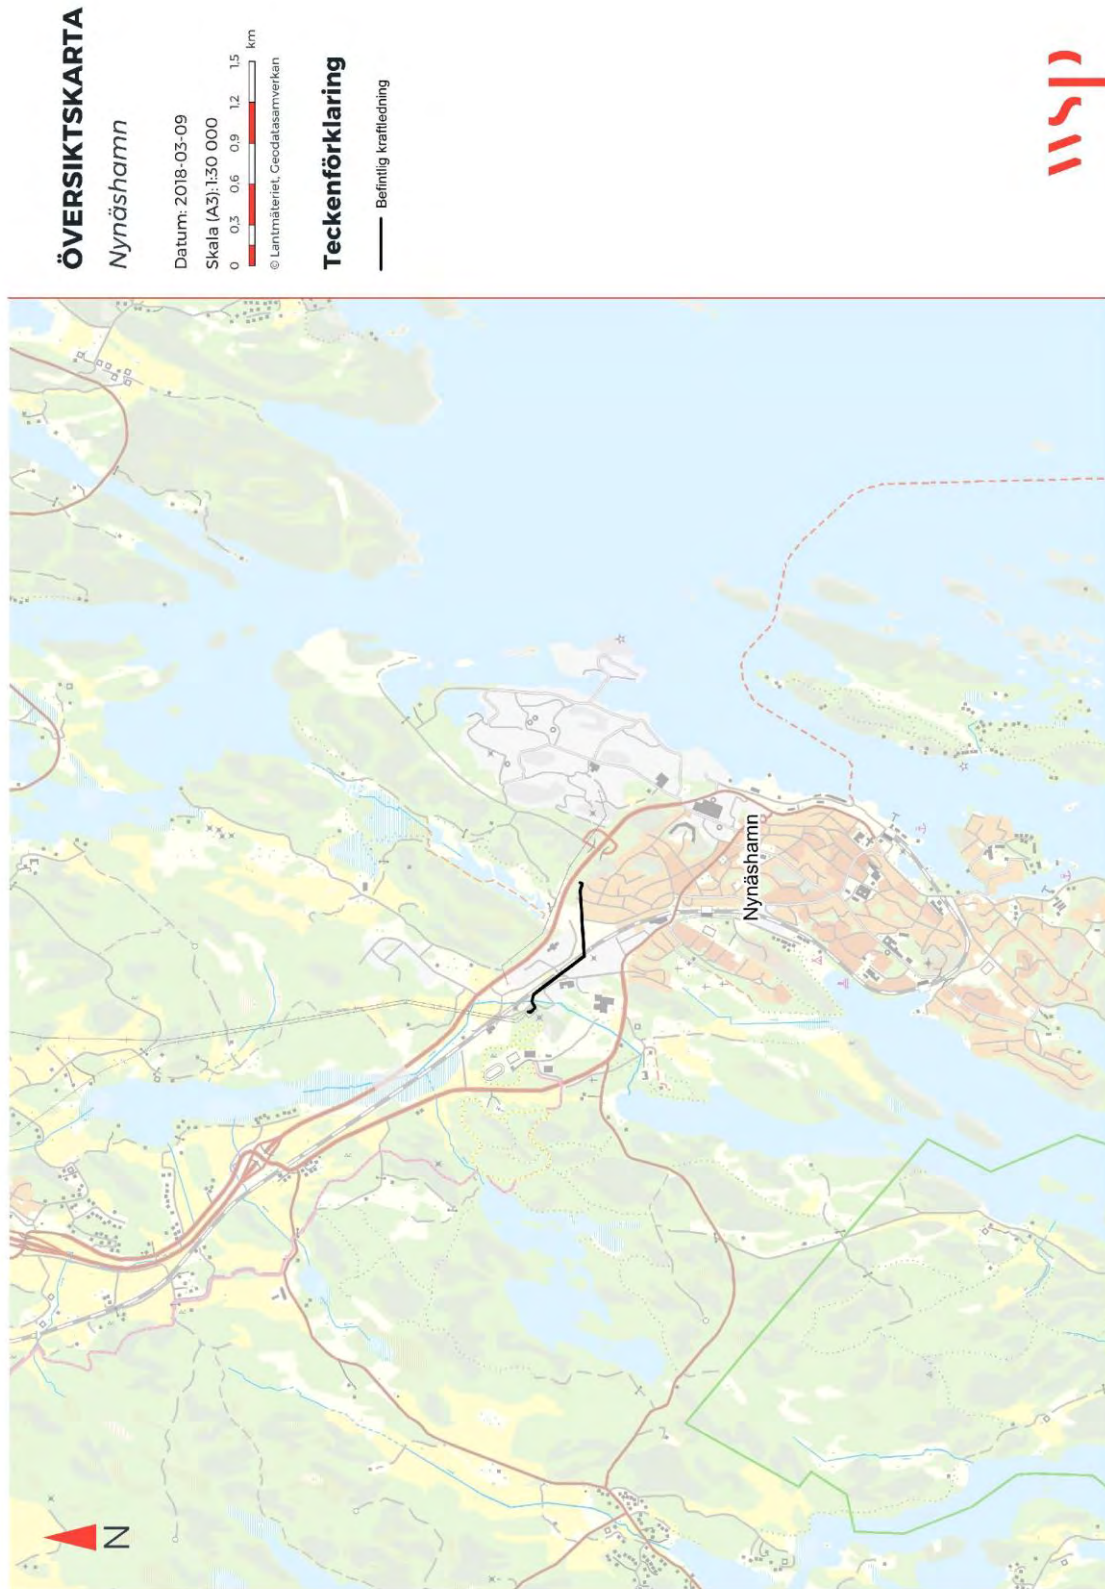 ÖVERSIKTSKARTA
Nynäshamn
Datum: 2018-03-09
Skala (A3): 1:30 000
0 0,3 0,6 0,9 1,2 1,5
km
© Lantmäteriet, Geodatasamverkan
Teckenförklaring
Befintlig kraftledning
Nynäshamn
N
wsp